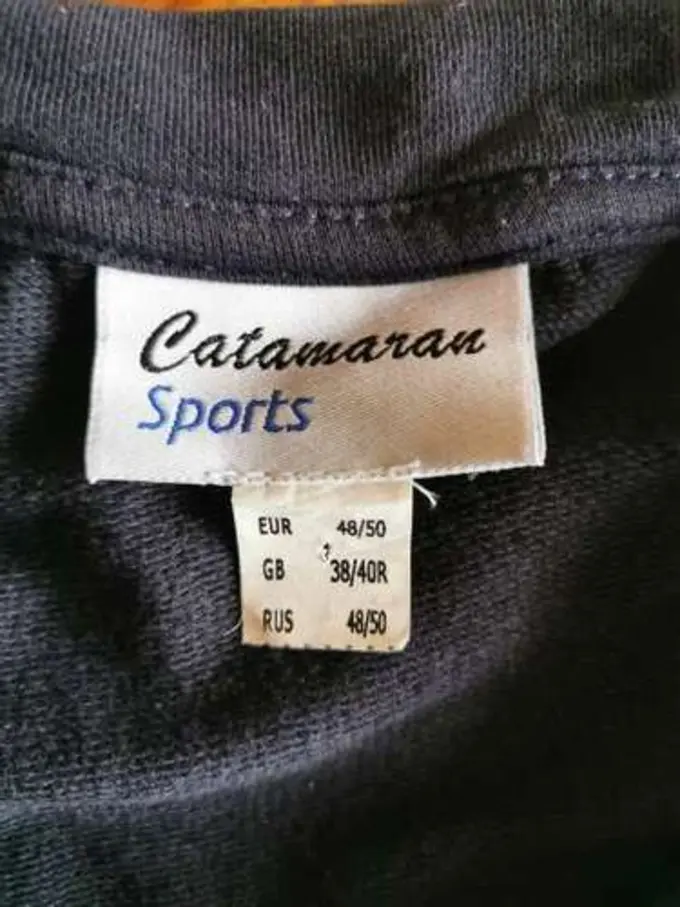 Catamaran
Sports
EUR 48/50
GB 38/40R
RUS 48/50